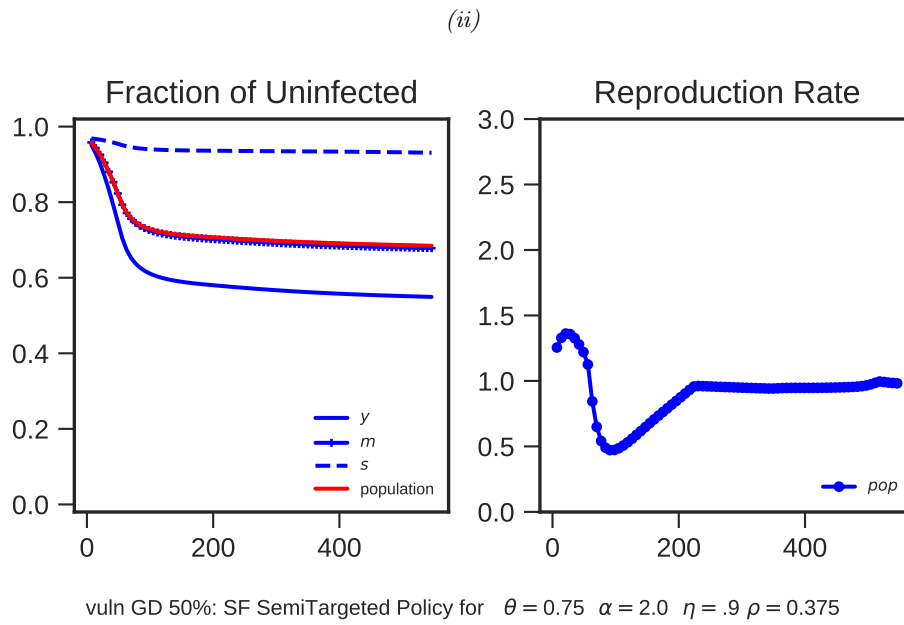 (ii)
Fraction of Uninfected
Reproduction Rate
1.0
0.8
0.6
0.4
0.2
0.0
0
200
400
y
m
s
population
3.0
2.5
2.0
1.5
1.0
0.5
0.0
0
200
400
pop
vuln GD 50%: SF SemiTargeted Policy for θ = 0.75 α = 2.0 η = .9 ρ = 0.375